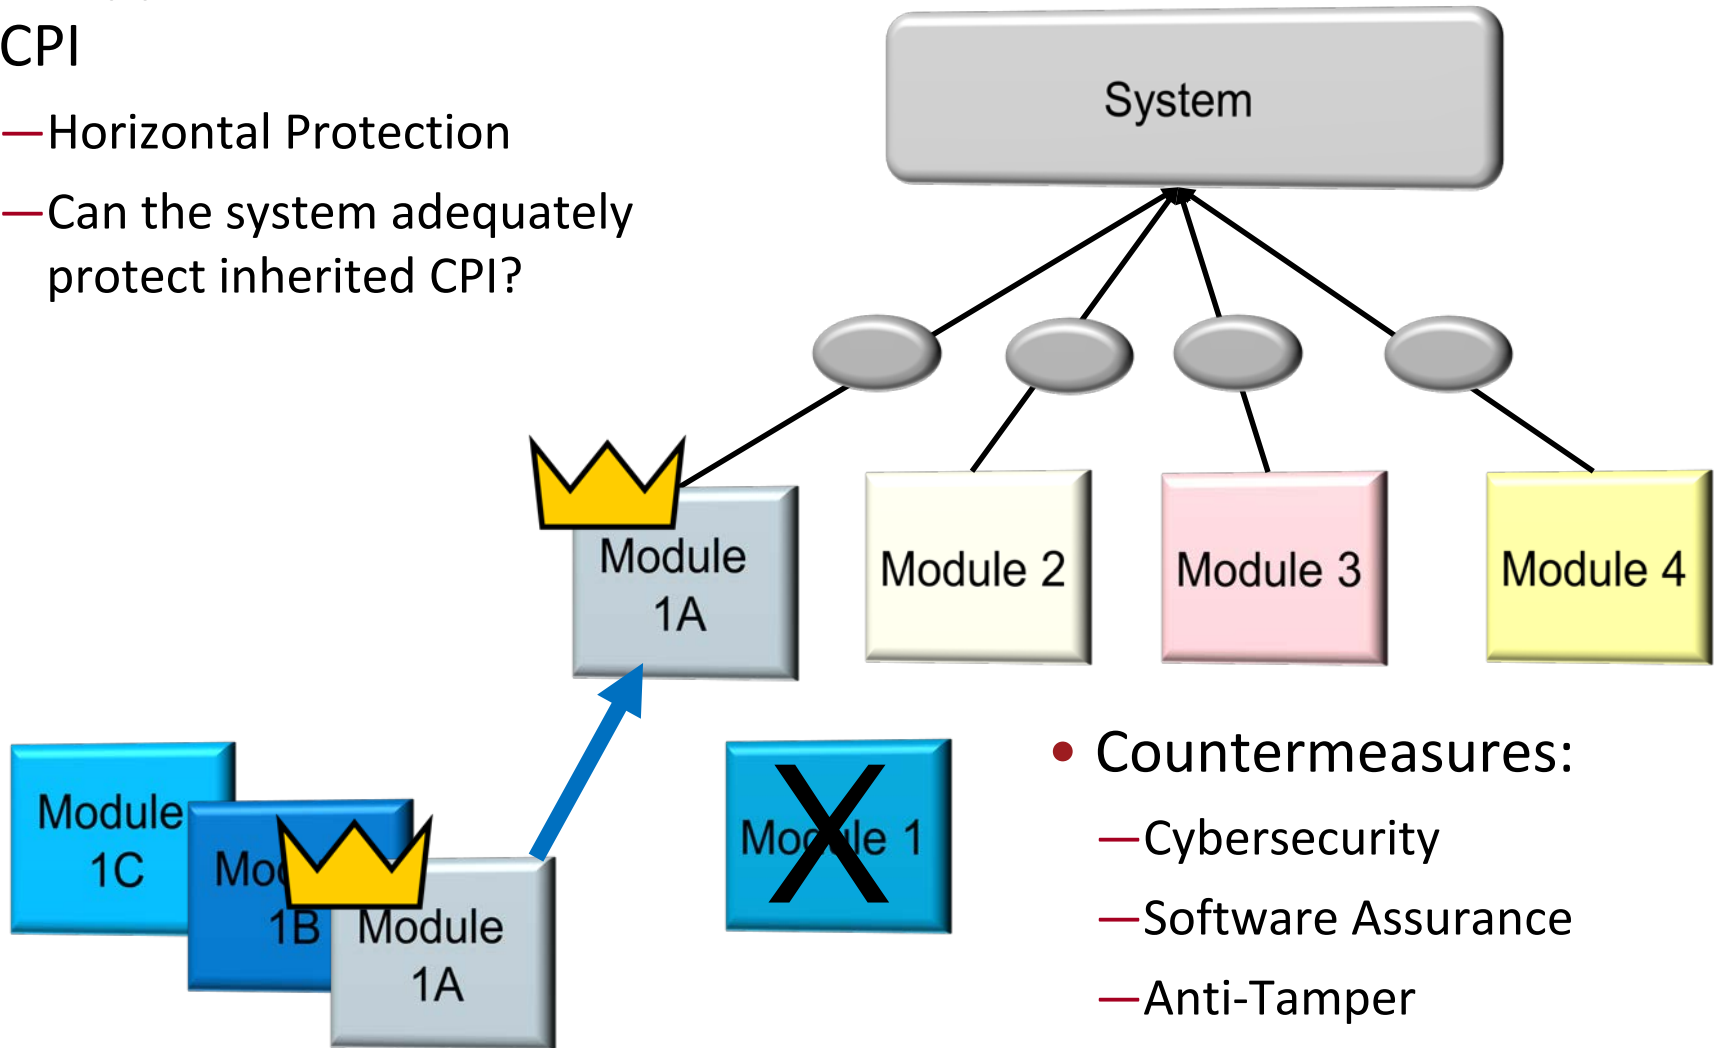 CPI
—Horizontal Protection
—Can the system adequately
protect inherited CPI?
System
Module
1A
Module 2
Module 3
Module 4
Module
1C
1B
Module
1A
Module 1
X
• Countermeasures:
—Cybersecurity
—Software Assurance
—Anti-Tamper